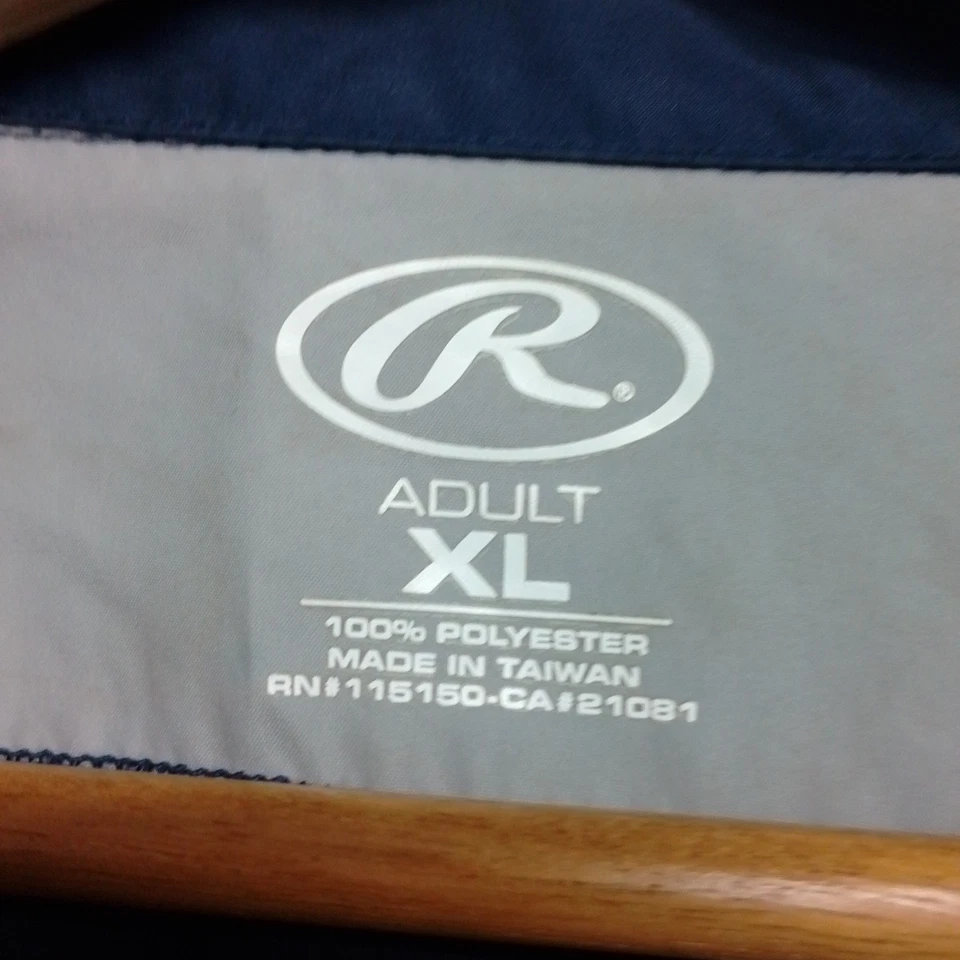 R®
ADULT
XL
100% POLYESTER
MADE IN TAIWAN
RN#115150-CA#21081